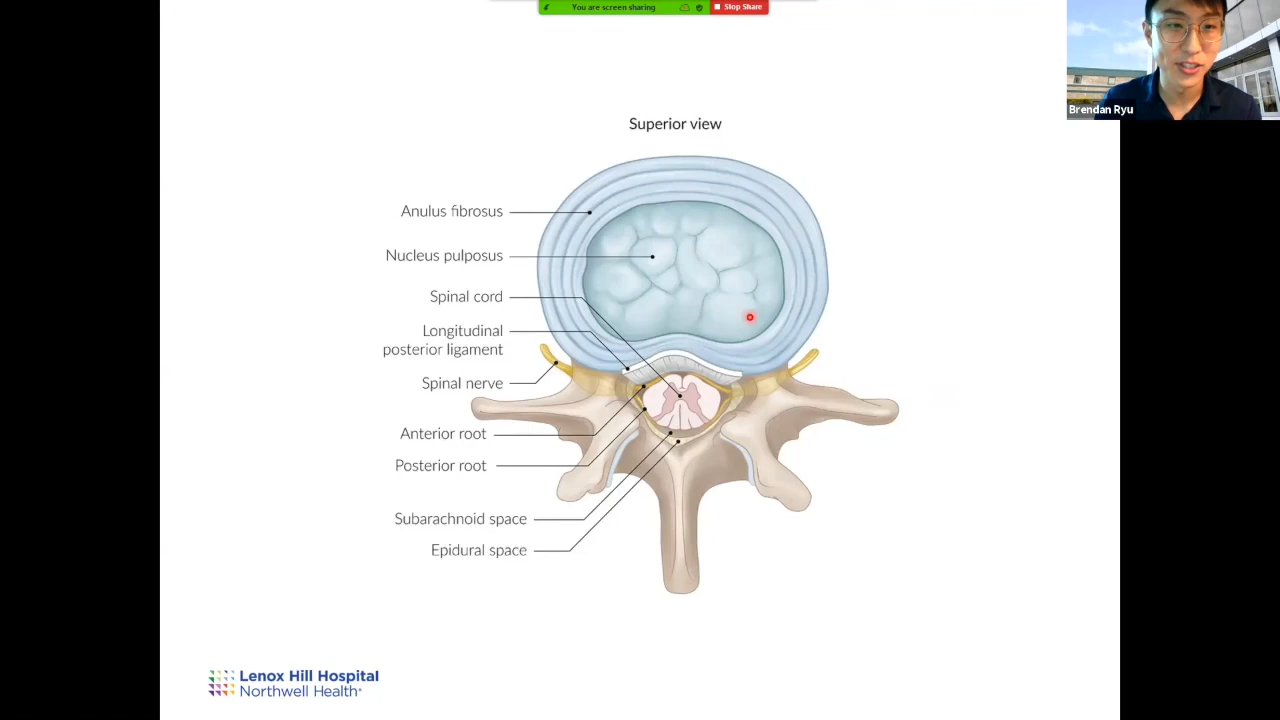 You are screen sharing
Stop Share
Brendan Ryu
Superior view
Anulus fibrosus
Nucleus pulposus
Spinal cord
Longitudinal
posterior ligament
Spinal nerve
Anterior root
Posterior root
Subarachnoid space
Epidural space
Lenox Hill Hospital
Northwell Health®